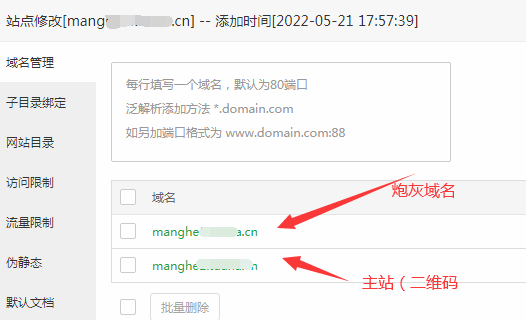 站点修改[mang .cn] -- 添加时间[2022-05-21 17:57:39]
域名管理
子目录绑定
网站目录
访问限制
流量限制
伪静态
默认文档
每行填写一个域名，默认为80端口
泛解析添加方法 *.domain.com
如另加端口格式为 www.domain.com:88
域名
manghe a.cn
炮灰域名
manghe
主站（二维码
批量删除